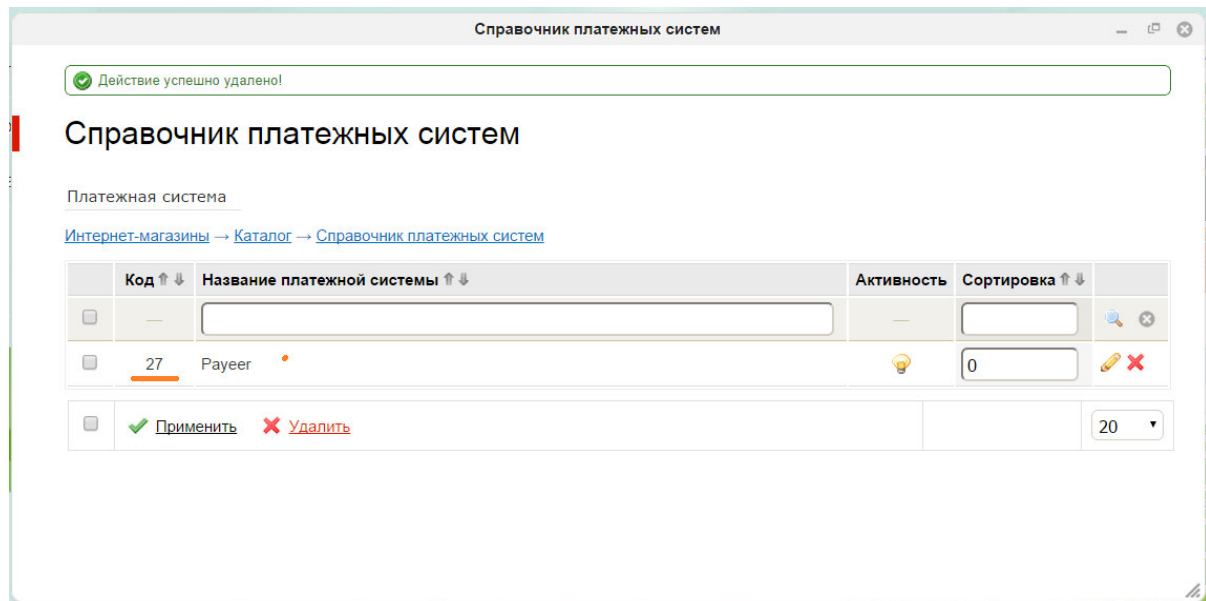 Справочник платежных систем
Действие успешно удалено!
Справочник платежных систем
Платежная система
Интернет-магазины → Каталог → Справочник платежных систем
Код ⇑ ⇓ Название платежной системы ⇑ ⇓ Активность Сортировка ⇑ ⇓
— —
27 Payeer 0
Применить Удалить 20